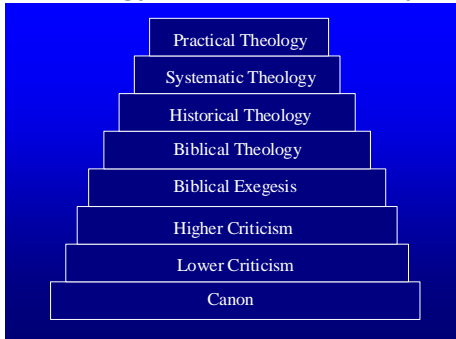 Practical Theology
Systematic Theology
Historical Theology
Biblical Theology
Biblical Exegesis
Higher Criticism
Lower Criticism
Canon